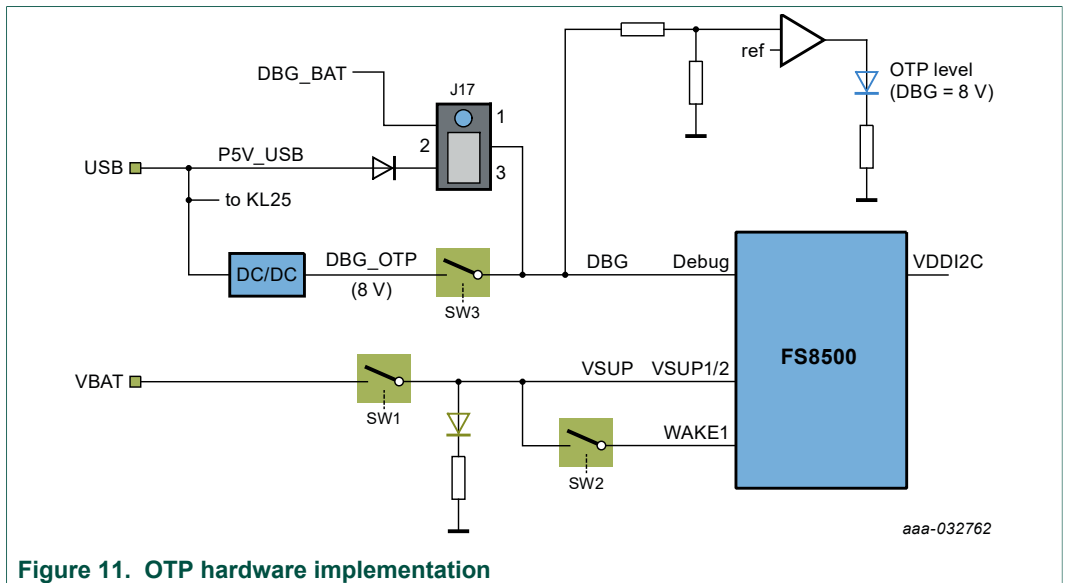 ref
OTP level
(DBG = 8 V)
DBG_BAT
J17
1
2
3
USB
P5V_USB
to KL25
DC/DC
DBG_OTP
(8 V)
SW3
DBG
Debug
VDDI2C
FS8500
VBAT
SW1
VSUP
VSUP1/2
SW2
WAKE1
aaa-032762
Figure 11. OTP hardware implementation